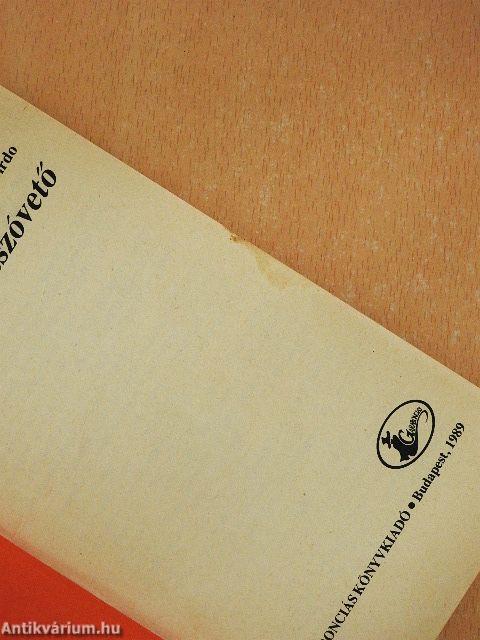 rdo
szóvető
G
ONCIÁS KÖNYVKIADÓ • Budapest, 1989
Antikvárium.hu